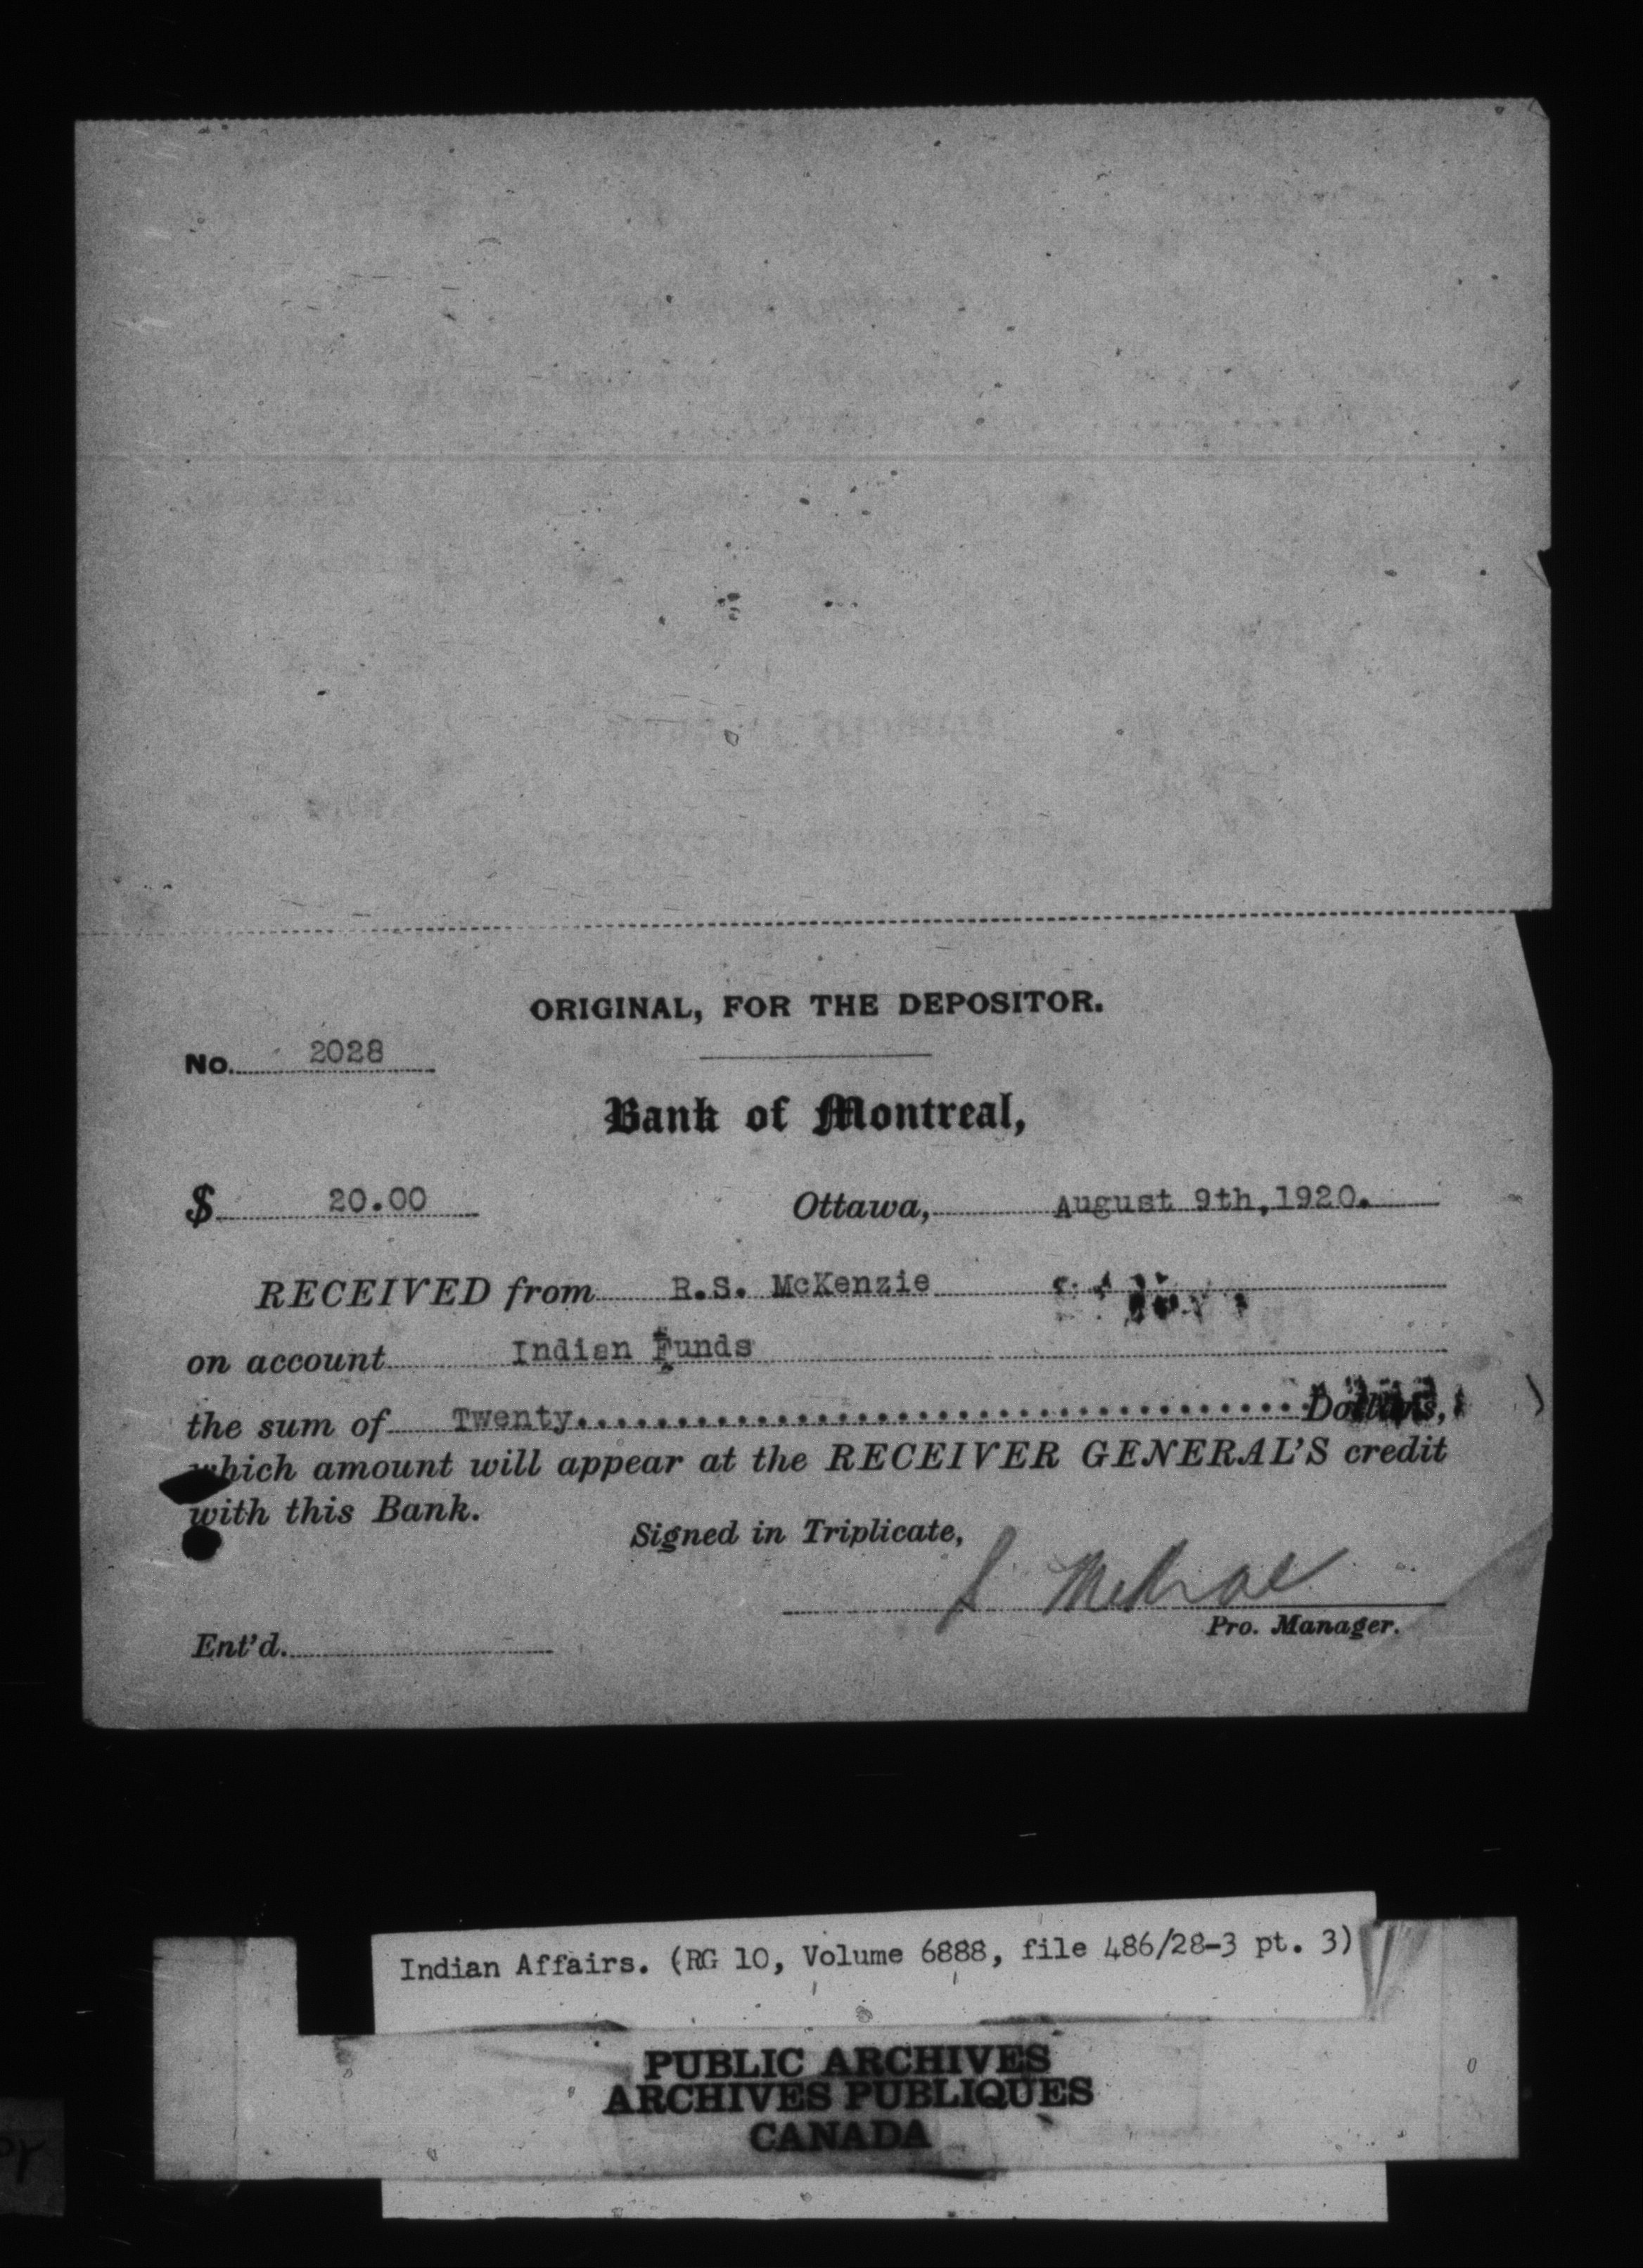 ORIGINAL, FOR THE DEPOSITOR.
No. 2028
Bank of Montreal,
$ 20.00 Ottawa, August 9th, 1920.
RECEIVED from R.S. McKenzie
on account Indian Funds
the sum of Twenty........................................Dollars,
which amount will appear at the RECEIVER GENERAL'S credit
with this Bank.
Signed in Triplicate,
Pro. Manager.
Ent'd.
Indian Affairs. (RG 10, Volume 6888, file 486/28-3 pt. 3)
PUBLIC ARCHIVES
ARCHIVES PUBLIQUES
CANADA